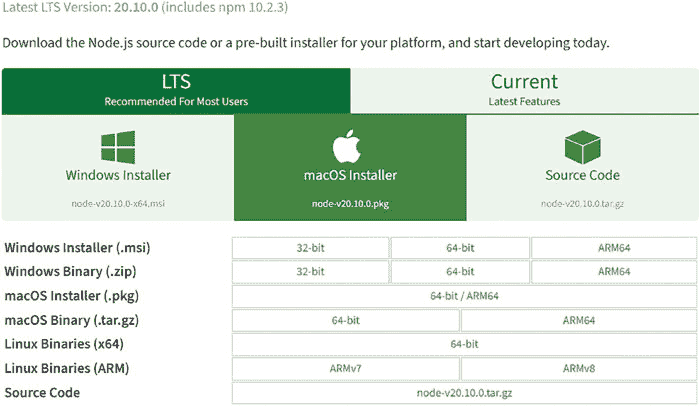 Latest LTS Version: 20.10.0 (includes npm 10.2.3)
Download the Node.js source code or a pre-built installer for your platform, and start developing today.
LTS
Recommended For Most Users
Current
Latest Features
Windows Installer
node-v20.10.0-x64.msi
macOS Installer
node-v20.10.0.pkg
Source Code
node-v20.10.0.tar.gz
Windows Installer (.msi) 32-bit 64-bit ARM64
Windows Binary (.zip) 32-bit 64-bit ARM64
macOS Installer (.pkg) 64-bit / ARM64
macOS Binary (.tar.gz) 64-bit ARM64
Linux Binaries (x64) 64-bit
Linux Binaries (ARM) ARMv7 ARMv8
Source Code node-v20.10.0.tar.gz